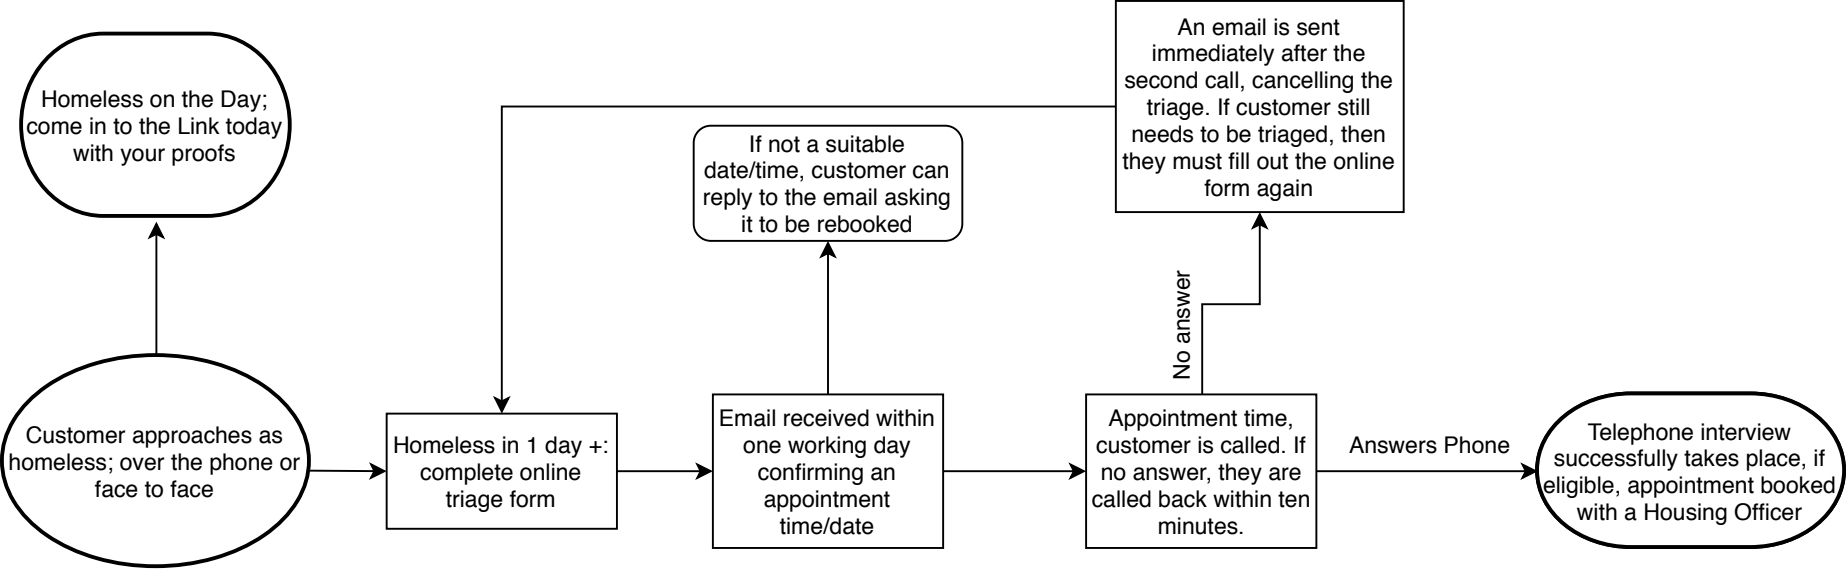 Homeless on the Day;
come in to the Link today
with your proofs
An email is sent
immediately after the
second call, cancelling the
triage. If customer still
needs to be triaged, then
they must fill out the online
form again
If not a suitable
date/time, customer can
reply to the email asking
it to be rebooked
No answer
Customer approaches as
homeless; over the phone or
face to face
Homeless in 1 day +:
complete online
triage form
Email received within
one working day
confirming an
appointment
time/date
Appointment time,
customer is called. If
no answer, they are
called back within ten
minutes.
Answers Phone
Telephone interview
successfully takes place, if
eligible, appointment booked
with a Housing Officer